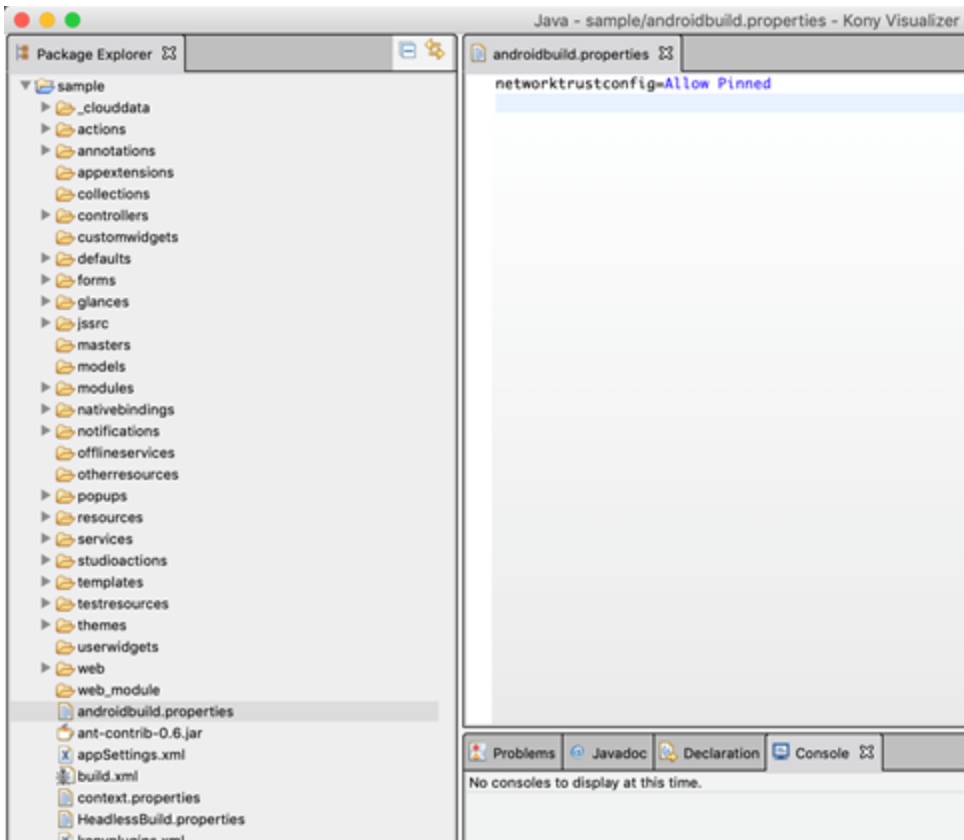 Java - sample/androidbuild.properties - Kony Visualizer
Package Explorer
sample
_clouddata
actions
annotations
appextensions
collections
controllers
customwidgets
defaults
forms
glances
jssrc
masters
models
modules
nativebindings
notifications
offlineservices
otherresources
popups
resources
services
studioactions
templates
testresources
themes
userwidgets
web
web_module
androidbuild.properties
ant-contrib-0.6.jar
appSettings.xml
build.xml
context.properties
HeadlessBuild.properties
konyplugins.xml
androidbuild.properties
networktrustconfig=Allow Pinned
Problems Javadoc Declaration Console
No consoles to display at this time.